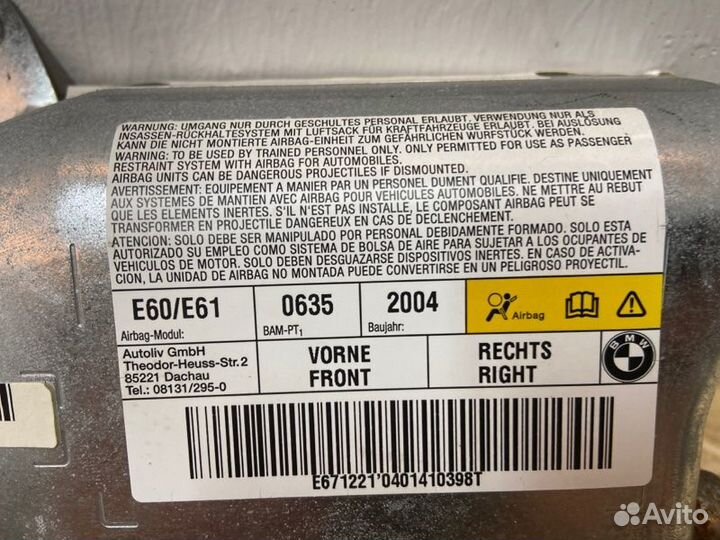 WARNUNG: UMGANG NUR DURCH GESCHULTES PERSONAL ERLAUBT. VERWENDUNG NUR ALS
INSASSEN-RÜCKHALTESYSTEM MIT LUFTSACK FÜR KRAFTFAHRZEUGE ERLAUBT. BEI AUSLÖSUNG
KANN DIE NICHT MONTIERTE AIRBAG-EINHEIT ZUM GEFÄHRLICHEN WURFSTÜCK WERDEN.
WARNING: TO BE USED BY TRAINED PERSONNEL ONLY. ONLY PERMITTED FOR USE AS PASSENGER
RESTRAINT SYSTEM WITH AIRBAG FOR AUTOMOBILES.
AIRBAG UNITS CAN BE DANGEROUS PROJECTILES IF DISMOUNTED.
AVERTISSEMENT: EQUIPEMENT A MANIER PAR UN PERSONEL DUMENT QUALIFIE. DESTINE UNIQUEMENT
AUX SYSTEMES DE MANTIEN AVEC AIRBAG POUR VEHICULES AUTOMOBILES. NE METTRE AU REBUT
QUE LES ELEMENTS INERTES. S'IL N'EST PAS INSTALLE, LE COMPOSANT AIRBAG PEUT SE
TRANSFORMER EN PROJECTILE DANGEREUX EN CAS DE DECLENCHEMENT.
ATENCION: SOLO DEBE SER MANIPULADO POR PERSONAL DEBIDAMENTE FORMADO. SOLO ESTA
AUTORIZADO SU EMPLEO COMO SISTEMA DE BOLSA DE AIRE PARA SUJETAR A LOS OCUPANTES DE
VEHICULOS DE MOTOR. SOLO DEBEN DESGUAZARSE DISPOSITIVOS INERTES. EN CASO DE ACTIVA-
CION, LA UNIDAD DE AIRBAG NO MONTADA PUEDE CONVERTIRSE EN UN PELIGROSO PROYECTIL.
E60/E61 0635 2004 Airbag
Airbag-Modul: BAM-PT1 Baujahr:
Autoliv GmbH
Theodor-Heuss-Str.2
85221 Dachau
Tel.: 08131/295-0
VORNE
FRONT
RECHTS
RIGHT
BMW
E671221'0401410398T
Avito